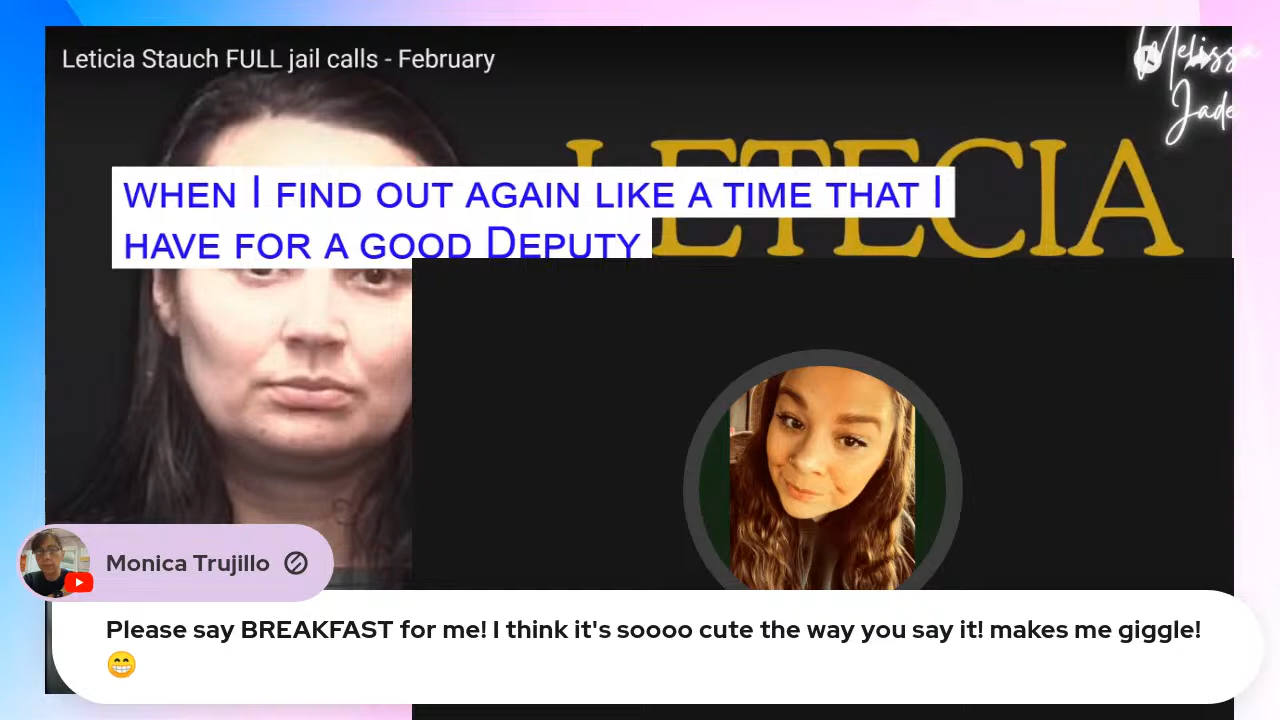 Leticia Stauch FULL jail calls - February
Melissa
Jade
LETECIA
WHEN I FIND OUT AGAIN LIKE A TIME THAT I
HAVE FOR A GOOD DEPUTY
Monica Trujillo
Please say BREAKFAST for me! I think it's soooo cute the way you say it! makes me giggle!
😁